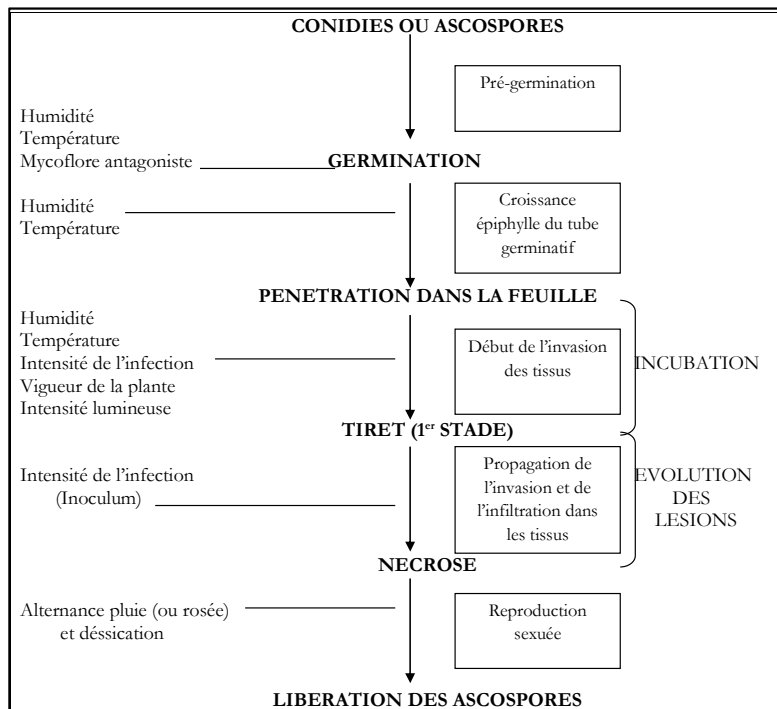 CONIDIES OU ASCOSPORES
Pré-germination
Humidité
Température
Mycoflore antagoniste
GERMINATION
Humidité
Température
Croissance
épiphylle du tube
germinatif
PENETRATION DANS LA FEUILLE
Humidité
Température
Intensité de l'infection
Vigueur de la plante
Intensité lumineuse
Début de l'invasion
des tissus
INCUBATION
TIRET (1er STADE)
Intensité de l'infection
(Inoculum)
Propagation de
l'invasion et de
l'infiltration dans
les tissus
EVOLUTION
DES
LESIONS
NECROSE
Alternance pluie (ou rosée)
et déssication
Reproduction
sexuée
LIBERATION DES ASCOSPORES